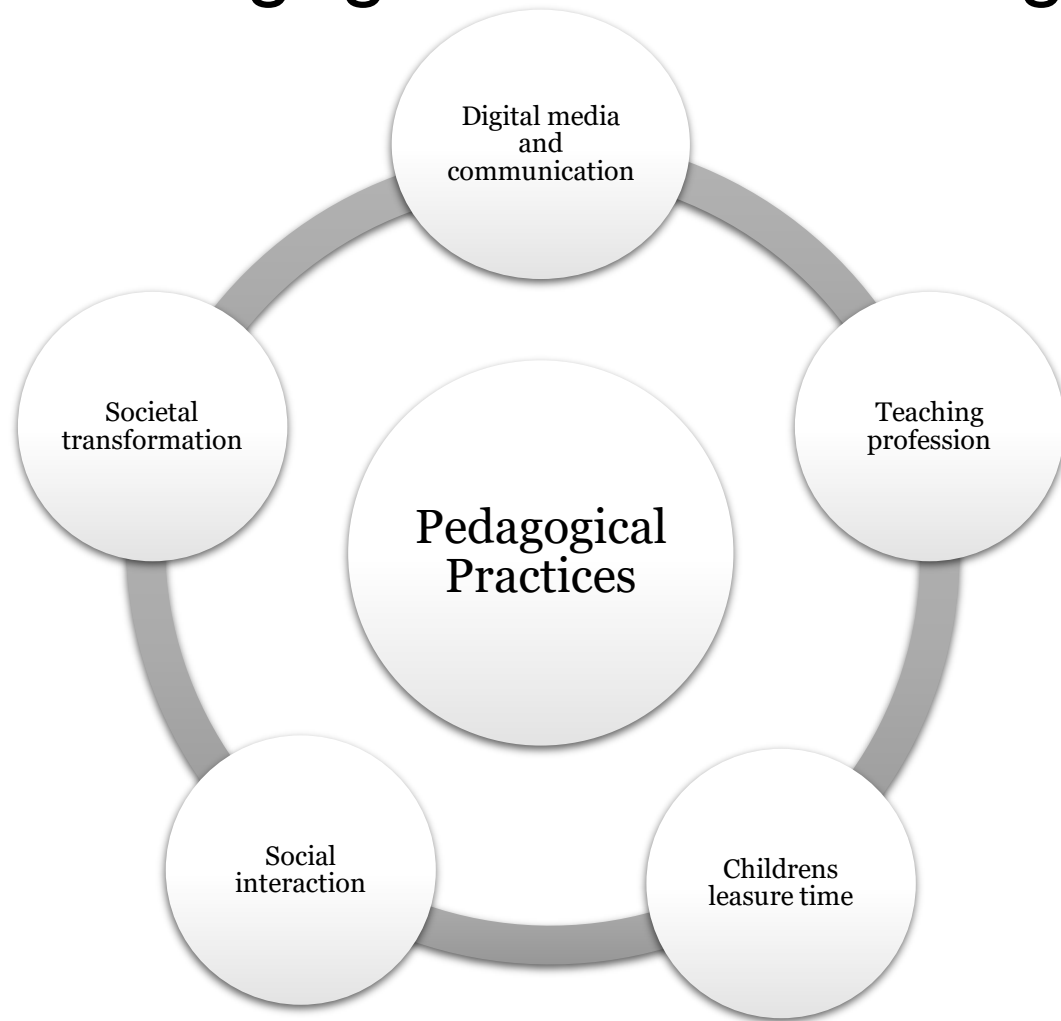 Digital media
and
communication
Teaching
profession
Childrens
leasure time
Social
interaction
Societal
transformation
Pedagogical
Practices